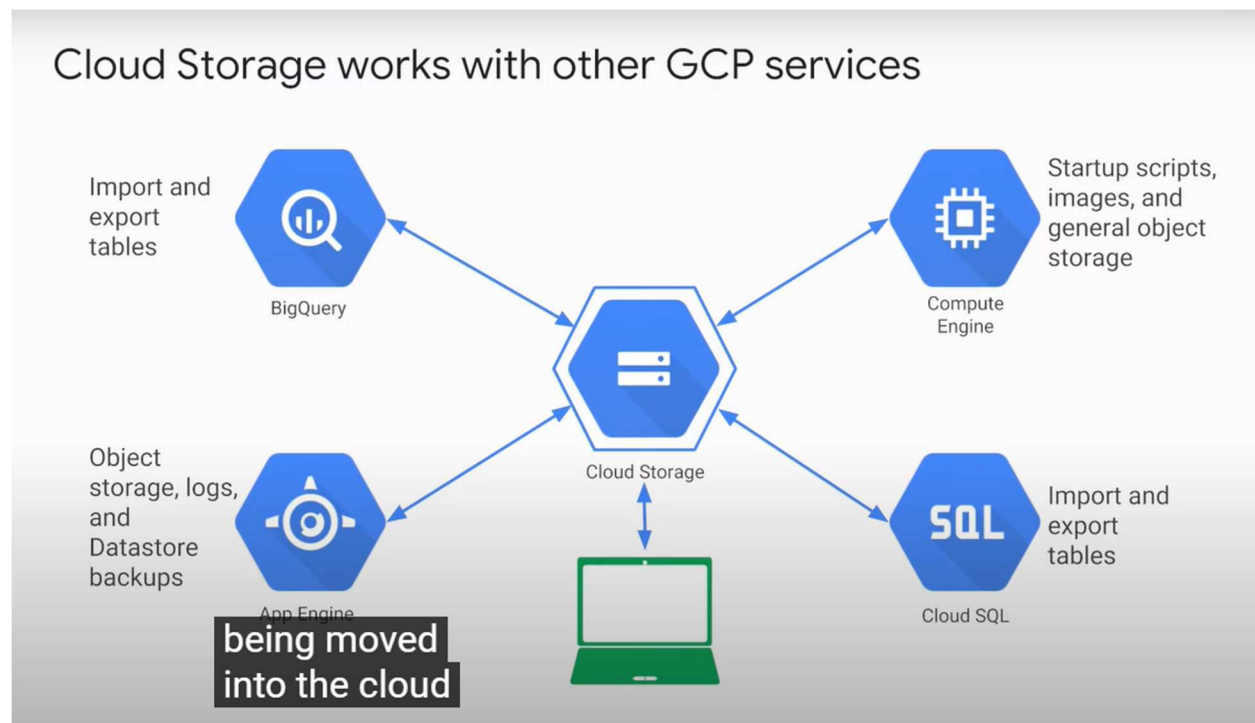 Cloud Storage works with other GCP services
Import and
export
tables
BigQuery
Startup scripts,
images, and
general object
storage
Compute
Engine
Cloud Storage
Object
storage, logs,
and
Datastore
backups
App Engine
SQL
Import and
export
tables
Cloud SQL
being moved
into the cloud